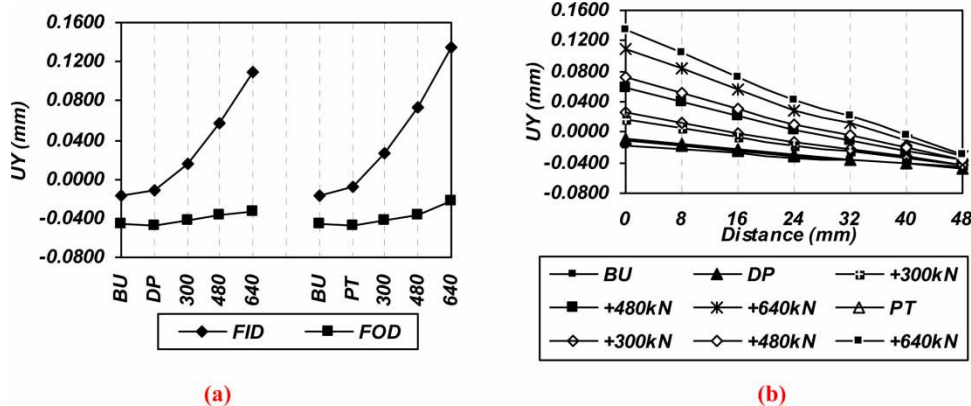 0.1600
0.1200
0.0800
0.0400
0.0000
-0.0400
-0.0800
UY (mm)
BU
DP
300
480
640
BU
PT
300
480
640
FID
FOD
(a)
0.1600
0.1200
0.0800
0.0400
0.0000
-0.0400
-0.0800
UY (mm)
0 8 16 24 32 40 48
Distance (mm)
BU DP +300kN
+480kN +640kN PT
+300kN +480kN +640kN
(b)